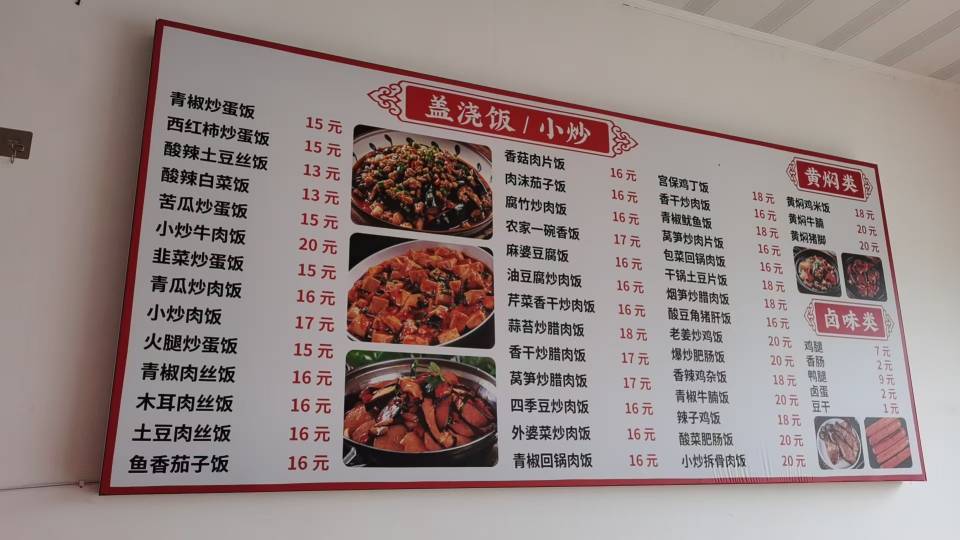 盖浇饭/小炒
青椒炒蛋饭 15元
西红柿炒蛋饭 15元
酸辣土豆丝饭 13元
酸辣白菜饭 13元
苦瓜炒蛋饭 15元
小炒牛肉饭 20元
韭菜炒蛋饭 15元
青瓜炒肉饭 16元
小炒肉饭 17元
火腿炒蛋饭 15元
青椒肉丝饭 16元
木耳肉丝饭 16元
土豆肉丝饭 16元
鱼香茄子饭 16元
香菇肉片饭 16元
肉沫茄子饭 16元
腐竹炒肉饭 16元
农家一碗香饭 17元
麻婆豆腐饭 16元
油豆腐炒肉饭 16元
芹菜香干炒肉饭 16元
蒜苔炒腊肉饭 18元
香干炒腊肉饭 17元
莴笋炒腊肉饭 17元
四季豆炒肉饭 16元
外婆菜炒肉饭 16元
青椒回锅肉饭 16元
宫保鸡丁饭 18元
香干炒肉饭 16元
青椒鱿鱼饭 18元
莴笋炒肉片饭 16元
包菜回锅肉饭 16元
干锅土豆片饭 18元
烟笋炒腊肉饭 18元
酸豆角猪肝饭 16元
老姜炒鸡饭 20元
爆炒肥肠饭 20元
香辣鸡杂饭 18元
青椒牛腩饭 20元
辣子鸡饭 18元
酸菜肥肠饭 20元
小炒拆骨肉饭 20元
黄焖类
黄焖鸡米饭 18元
黄焖牛腩 20元
黄焖猪脚 20元
卤味类
鸡腿 7元
香肠 2元
鸭腿 9元
卤蛋 2元
豆干 1元